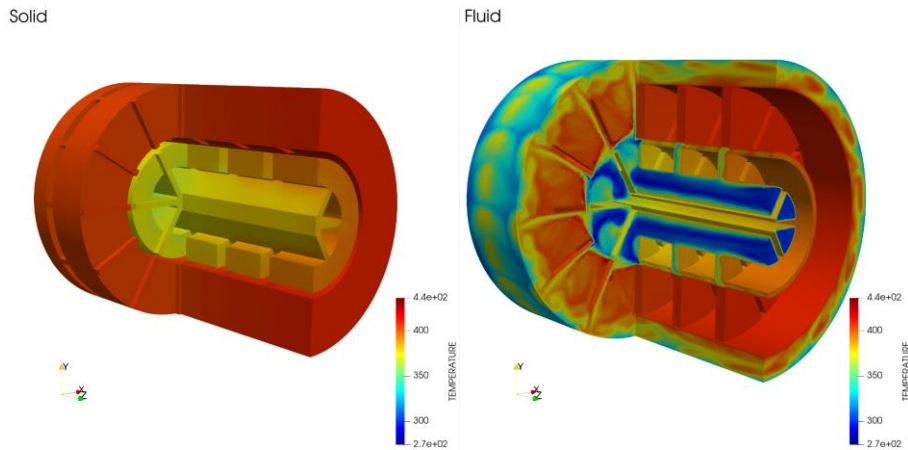 Solid
Fluid
4.4e+02
400
350
300
2.7e+02
TEMPERATURE
Y
X
Z
4.4e+02
400
350
300
2.7e+02
TEMPERATURE
Y
X
Z